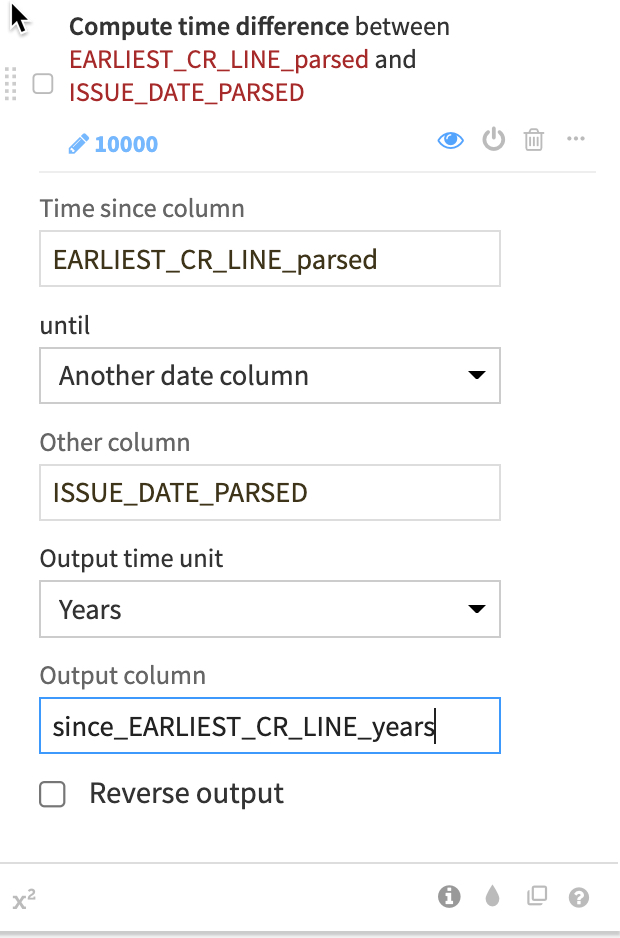 Compute time difference between
EARLIEST_CR_LINE_parsed and
ISSUE_DATE_PARSED
10000
Time since column
EARLIEST_CR_LINE_parsed
until
Another date column
Other column
ISSUE_DATE_PARSED
Output time unit
Years
Output column
since_EARLIEST_CR_LINE_years
Reverse output
x²